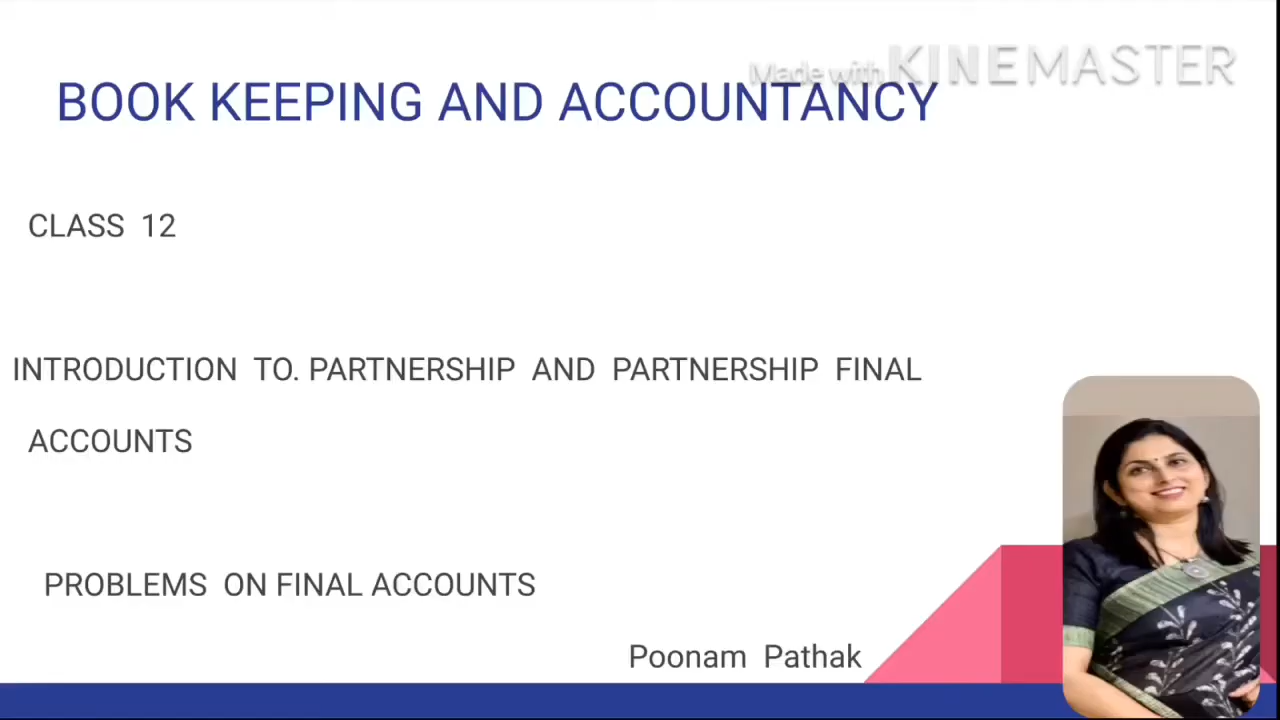 Made with KINEMASTER
BOOK KEEPING AND ACCOUNTANCY
CLASS 12
INTRODUCTION TO. PARTNERSHIP AND PARTNERSHIP FINAL
ACCOUNTS
PROBLEMS ON FINAL ACCOUNTS
Poonam Pathak